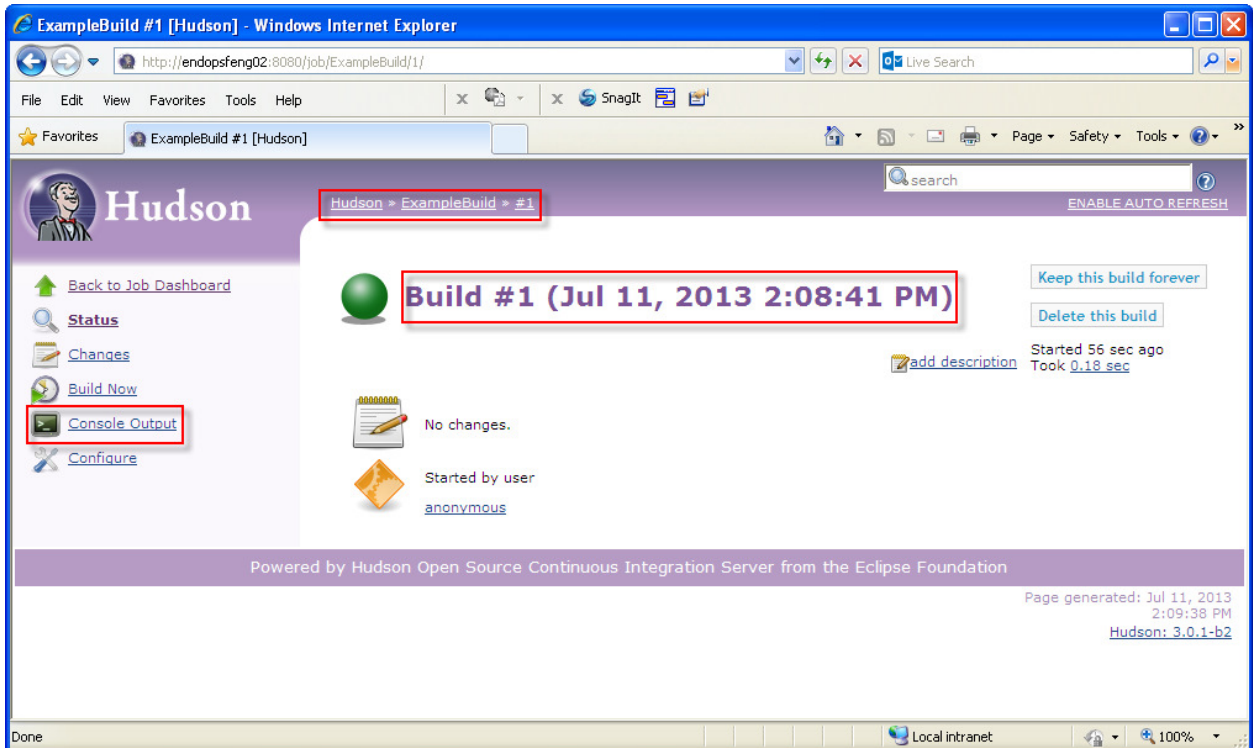 ExampleBuild #1 [Hudson] - Windows Internet Explorer
http://endopsfeng02:8080/job/ExampleBuild/1/
Live Search
File Edit View Favorites Tools Help
x
x SnagIt
Favorites
ExampleBuild #1 [Hudson]
Page Safety Tools »
Hudson
search
Hudson » ExampleBuild » #1
ENABLE AUTO REFRESH
Back to Job Dashboard
Status
Changes
Build Now
Console Output
Configure
Build #1 (Jul 11, 2013 2:08:41 PM)
Keep this build forever
Delete this build
Started 56 sec ago
Took 0.18 sec
add description
No changes.
Started by user
anonymous
Powered by Hudson Open Source Continuous Integration Server from the Eclipse Foundation
Page generated: Jul 11, 2013
2:09:38 PM
Hudson: 3.0.1-b2
Done
Local intranet
100%